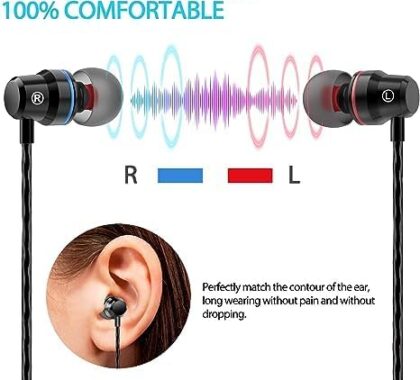 100% COMFORTABLE
R L
R L
Perfectly match the contour of the ear,
long wearing without pain and without
dropping.